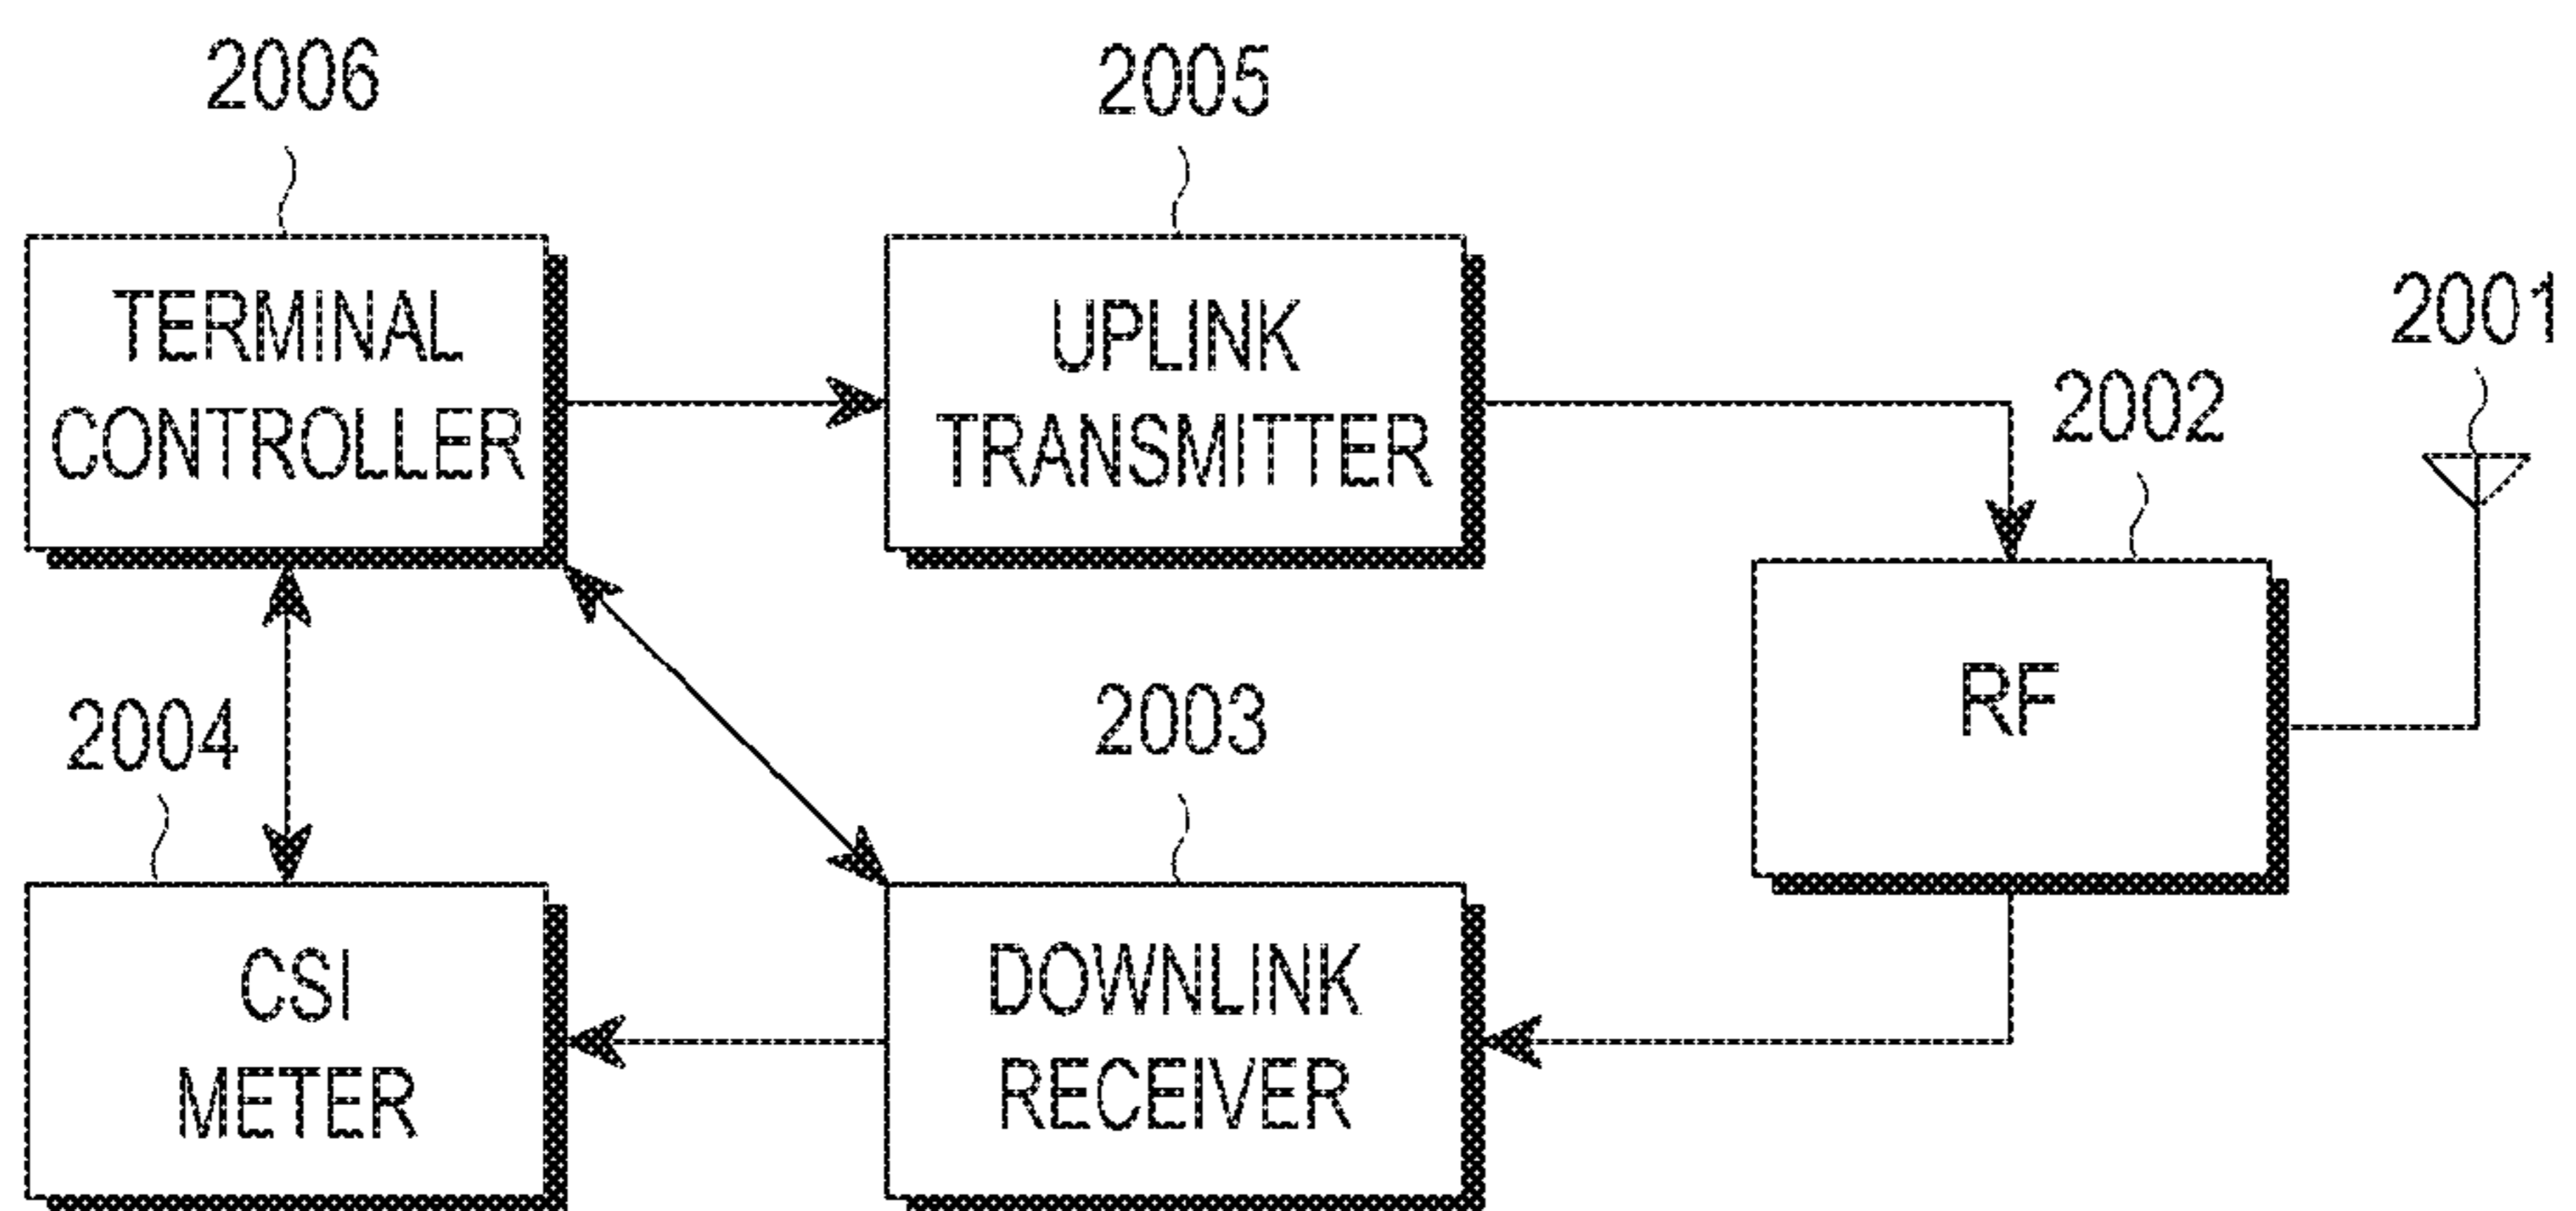 2006
2005
TERMINAL
CONTROLLER
UPLINK
TRANSMITTER
2001
2002
RF
2004
2003
CSI
METER
DOWNLINK
RECEIVER